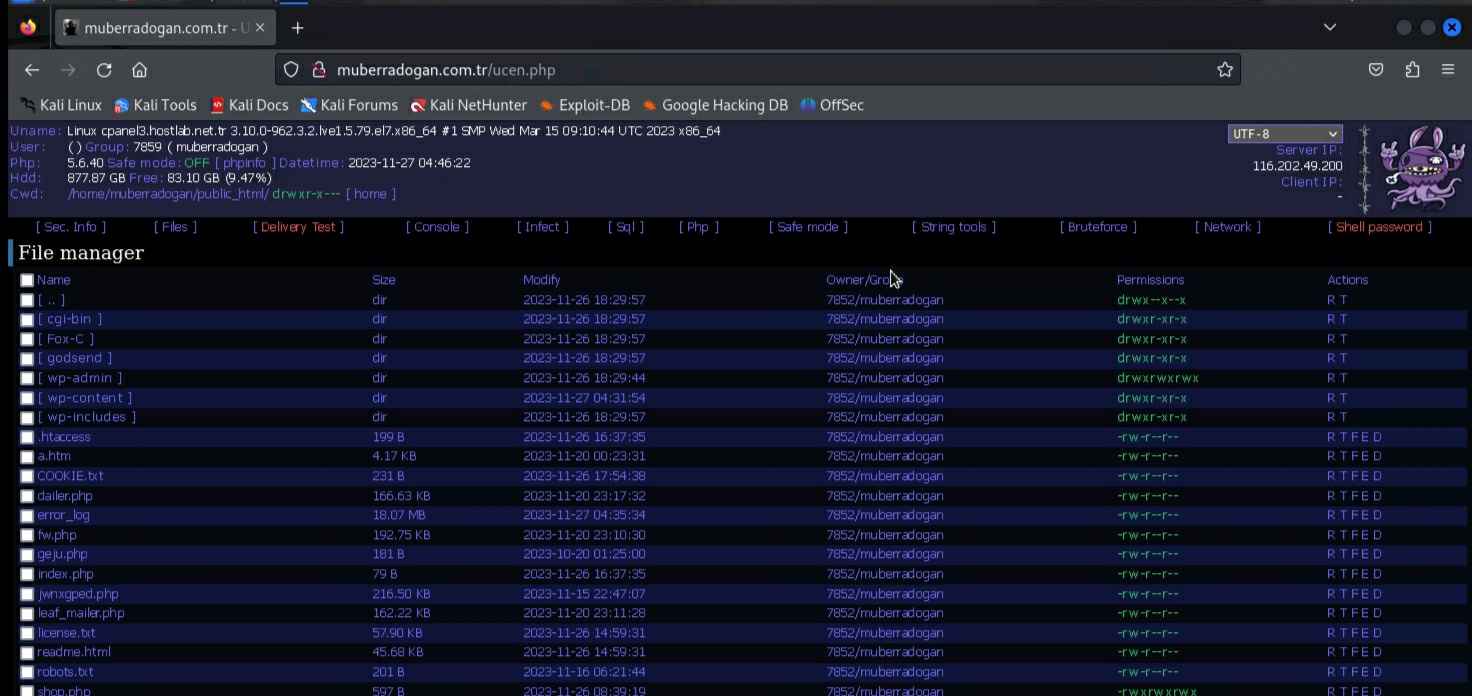 muberradogan.com.tr - U
muberradogan.com.tr/ucen.php
Kali Linux Kali Tools Kali Docs Kali Forums Kali NetHunter Exploit-DB Google Hacking DB OffSec
Uname: Linux cpanel3.hostlab.net.tr 3.10.0-962.3.2.lve1.5.79.el7.x86_64 #1 SMP Wed Mar 15 09:10:44 UTC 2023 x86_64 UTF-8
User: () Group: 7859 ( muberradogan ) Server IP:
Php: 5.6.40 Safe mode: OFF [ phpinfo ] Datetime: 2023-11-27 04:46:22 116.202.49.200
Hdd: 877.87 GB Free: 83.10 GB (9.47%) Client IP:
Cwd: /home/muberradogan/public_html/ drwxr-x--- [ home ] -
[ Sec. Info ] [ Files ] [ Delivery Test ] [ Console ] [ Infect ] [ Sql ] [ Php ] [ Safe mode ] [ String tools ] [ Bruteforce ] [ Network ] [ Shell password ]
File manager
Name Size Modify Owner/Group Permissions Actions
[ .. ] dir 2023-11-26 18:29:57 7852/muberradogan drwx--x--x R T
[ cgi-bin ] dir 2023-11-26 18:29:57 7852/muberradogan drwxr-xr-x R T
[ Fox-C ] dir 2023-11-26 18:29:57 7852/muberradogan drwxr-xr-x R T
[ godsend ] dir 2023-11-26 18:29:57 7852/muberradogan drwxr-xr-x R T
[ wp-admin ] dir 2023-11-26 18:29:44 7852/muberradogan drwxrwxrwx R T
[ wp-content ] dir 2023-11-27 04:31:54 7852/muberradogan drwxr-xr-x R T
[ wp-includes ] dir 2023-11-26 18:29:57 7852/muberradogan drwxr-xr-x R T
.htaccess 199 B 2023-11-26 16:37:35 7852/muberradogan -rw-r--r-- R T F E D
a.htm 4.17 KB 2023-11-20 00:23:31 7852/muberradogan -rw-r--r-- R T F E D
COOKIE.txt 231 B 2023-11-26 17:54:38 7852/muberradogan -rw-r--r-- R T F E D
dailer.php 166.63 KB 2023-11-20 23:17:32 7852/muberradogan -rw-r--r-- R T F E D
error_log 18.07 MB 2023-11-27 04:35:34 7852/muberradogan -rw-r--r-- R T F E D
fw.php 192.75 KB 2023-11-20 23:10:30 7852/muberradogan -rw-r--r-- R T F E D
geju.php 181 B 2023-10-20 01:25:00 7852/muberradogan -rw-r--r-- R T F E D
index.php 79 B 2023-11-26 16:37:35 7852/muberradogan -rw-r--r-- R T F E D
jwnxgped.php 216.50 KB 2023-11-15 22:47:07 7852/muberradogan -rw-r--r-- R T F E D
leaf_mailer.php 162.22 KB 2023-11-20 23:11:28 7852/muberradogan -rw-r--r-- R T F E D
license.txt 57.90 KB 2023-11-26 14:59:31 7852/muberradogan -rw-r--r-- R T F E D
readme.html 45.68 KB 2023-11-26 14:59:31 7852/muberradogan -rw-r--r-- R T F E D
robots.txt 201 B 2023-11-16 06:21:44 7852/muberradogan -rw-r--r-- R T F E D
shop.php 597 B 2023-11-26 08:39:19 7852/muberradogan -rwxrwxrwx R T F E D